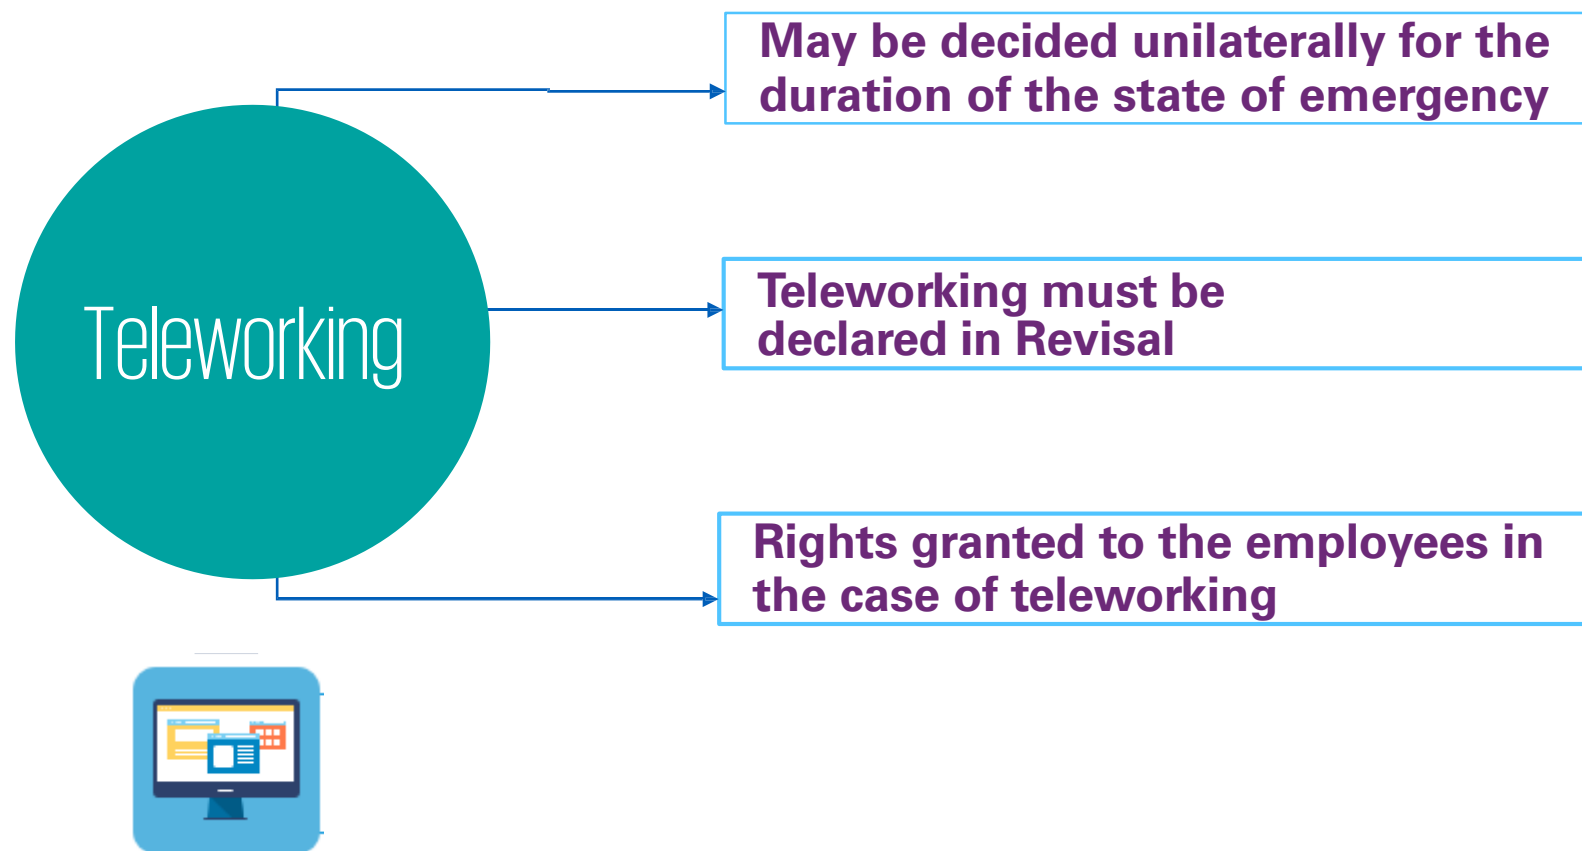 May be decided unilaterally for the
duration of the state of emergency
Teleworking
Teleworking must be
declared in Revisal
Rights granted to the employees in
the case of teleworking